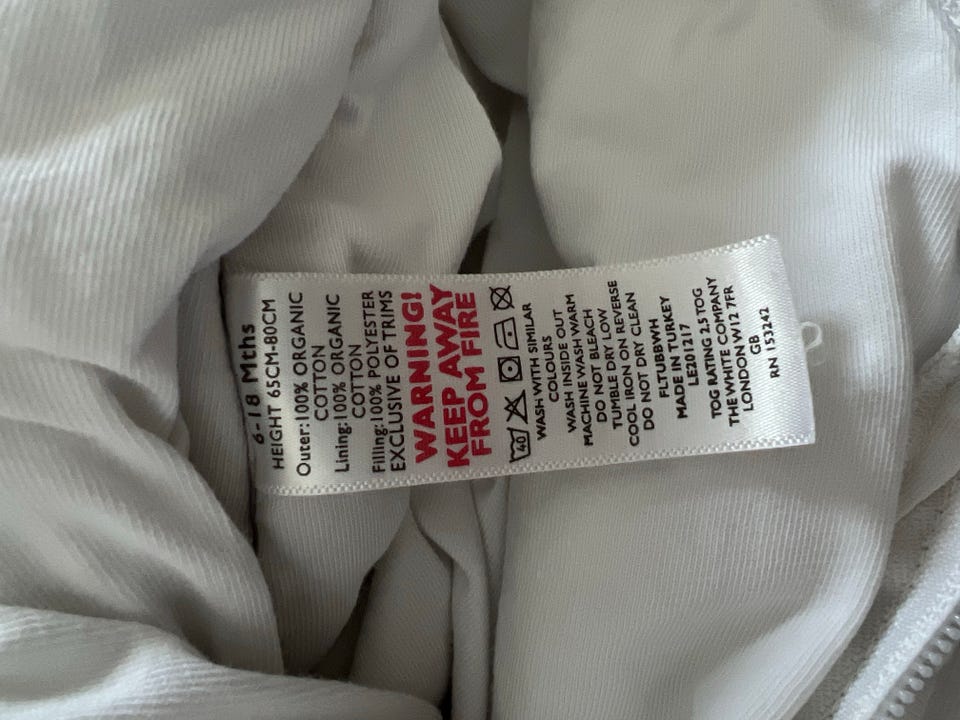 6-18 Mths
HEIGHT 65CM-80CM
Outer:100% ORGANIC
COTTON
Lining:100% ORGANIC
COTTON
Filling:100% POLYESTER
EXCLUSIVE OF TRIMS
WARNING!
KEEP AWAY
FROM FIRE
40
WASH WITH SIMILAR
COLOURS
WASH INSIDE OUT
MACHINE WASH WARM
DO NOT BLEACH
TUMBLE DRY LOW
COOL IRON ON REVERSE
DO NOT DRY CLEAN
FLTUBBWH
MADE IN TURKEY
LE201217
TOG RATING 2.5 TOG
THE WHITE COMPANY
LONDON W12 7FR
GB
RN 153242